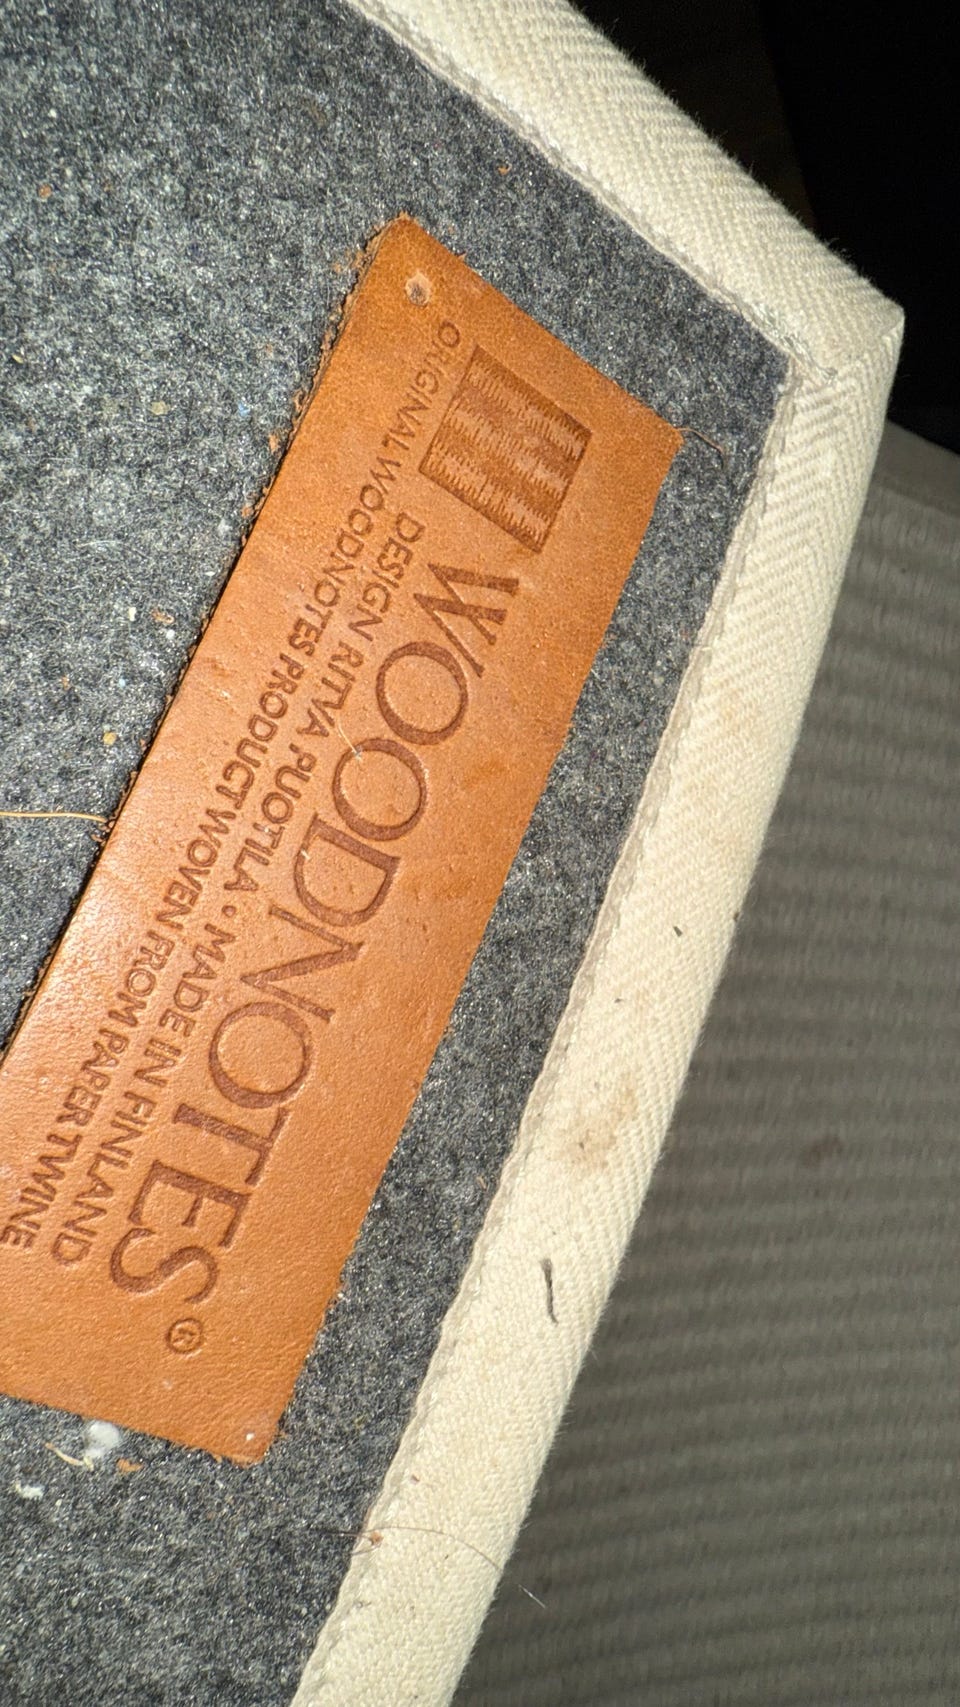 WOODNOTES®
DESIGN RITVA PUOTILA • MADE IN FINLAND
ORIGINAL WOODNOTES PRODUCT WOVEN FROM PAPER TWINE